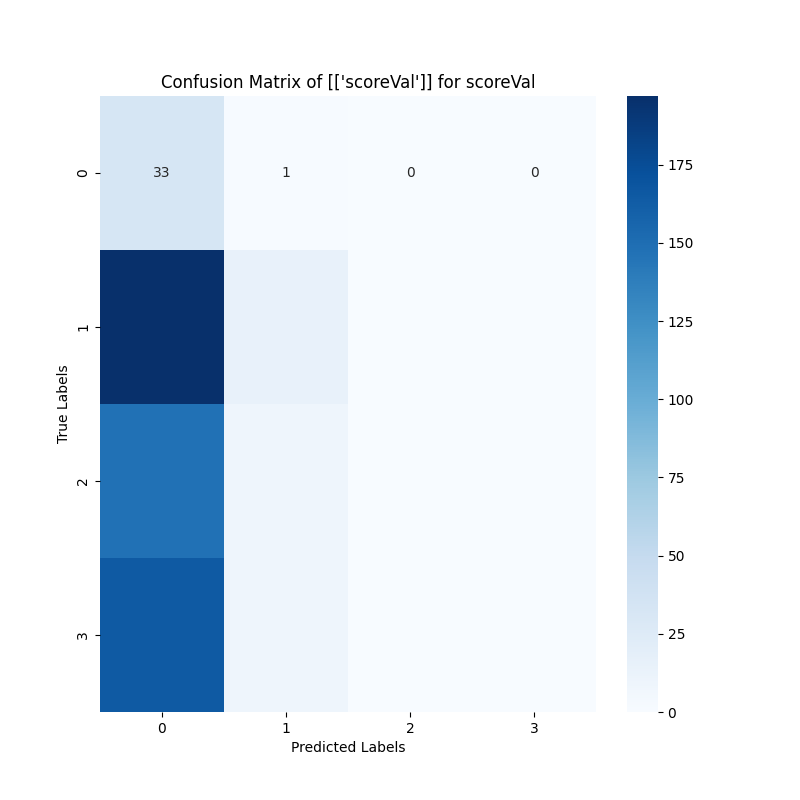 Confusion Matrix of [['scoreVal']] for scoreVal
0 33 1 0 0
1
2
3
True Labels
0 1 2 3
Predicted Labels
175
150
125
100
75
50
25
0